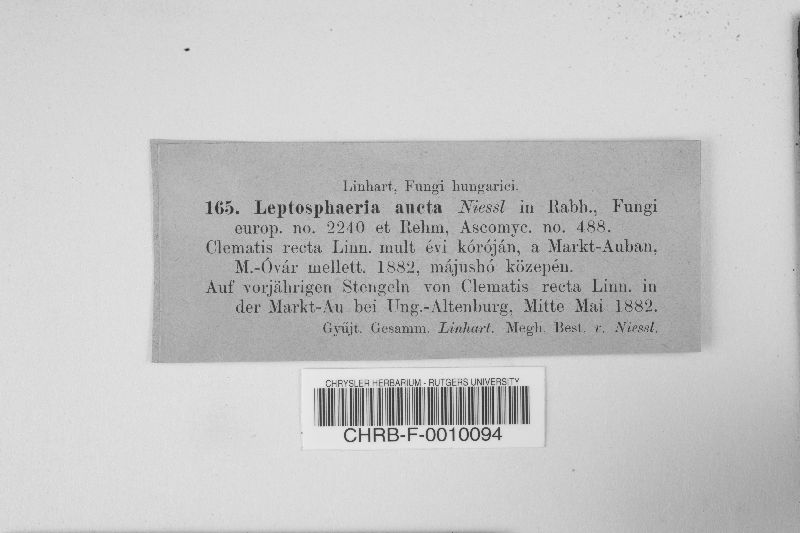 Linhart, Fungi hungarici.
165. Leptosphaeria aucta Niessl in Rabh., Fungi
europ. no. 2240 et Rehm, Ascomyc. no. 488.
Clematis recta Linn. mult évi kóróján, a Markt-Auban,
M.-Óvár mellett. 1882, májushó közepén.
Auf vorjährigen Stengeln von Clematis recta Linn. in
der Markt-Au bei Ung.-Altenburg, Mitte Mai 1882.
Gyűjt. Gesamm. Linhart. Megh. Best. v. Niessl.
CHRYSLER HERBARIUM - RUTGERS UNIVERSITY
CHRB-F-0010094